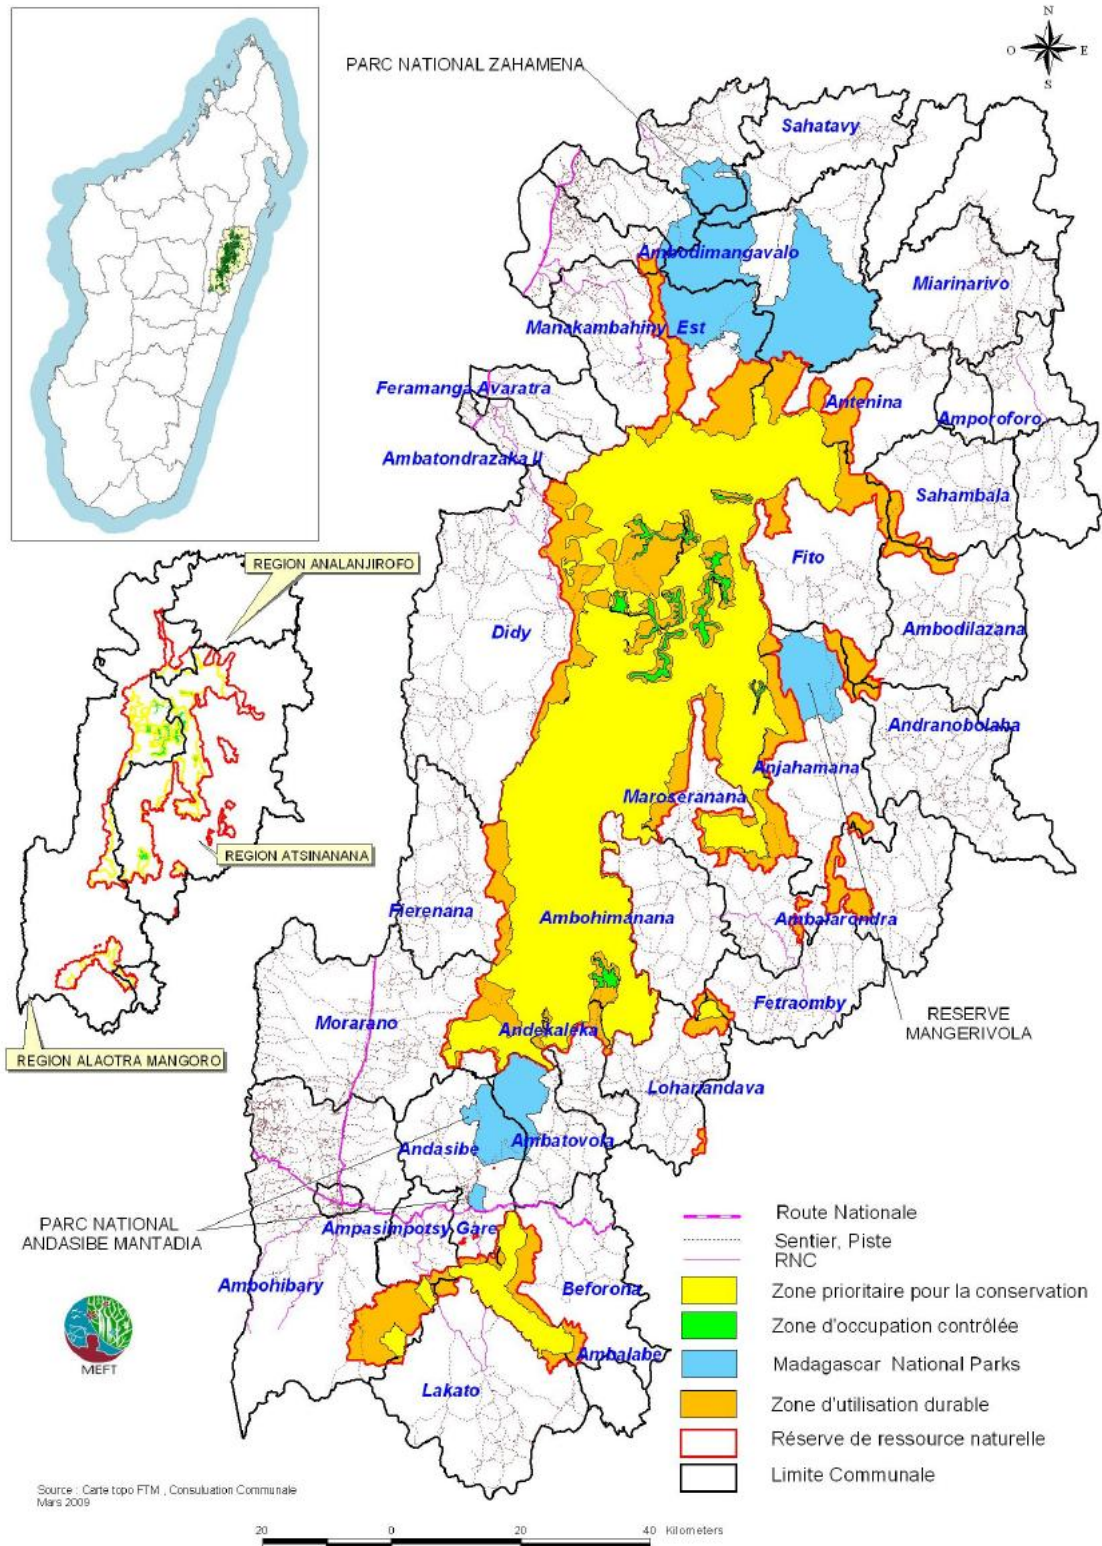 N
O
E
S
PARC NATIONAL ZAHAMENA
Sahatavy
Ambodimangavalo
Miarinarivo
Manakambahiny_Est
Feramanga Avaratra
Antenina
Amporoforo
Ambatondrazaka II
Sahambala
REGION ANALANJIROFO
Fito
Didy
Ambodilazana
Andranobolaha
Anjahamana
Maroseranana
REGION ATSINANANA
Fierenana
Ambohimanana
Ambalarondra
Morarano
Andekaleka
Fetraomby
RESERVE
MANGERIVOLA
REGION ALAOTRA MANGORO
Lohariandava
Andasibe
Ambatovola
PARC NATIONAL
ANDASIBE MANTADIA
Ampasimpotsy Gare
Ambohibary
Beforona
MEFT
Ambalabe
Lakato
Route Nationale
Sentier, Piste
RNC
Zone prioritaire pour la conservation
Zone d'occupation contrôlée
Madagascar National Parks
Zone d'utilisation durable
Réserve de ressource naturelle
Limite Communale
Source : Carte topo FTM , Consuluation Communale
Mars 2009
20 0 20 40 Kilometers